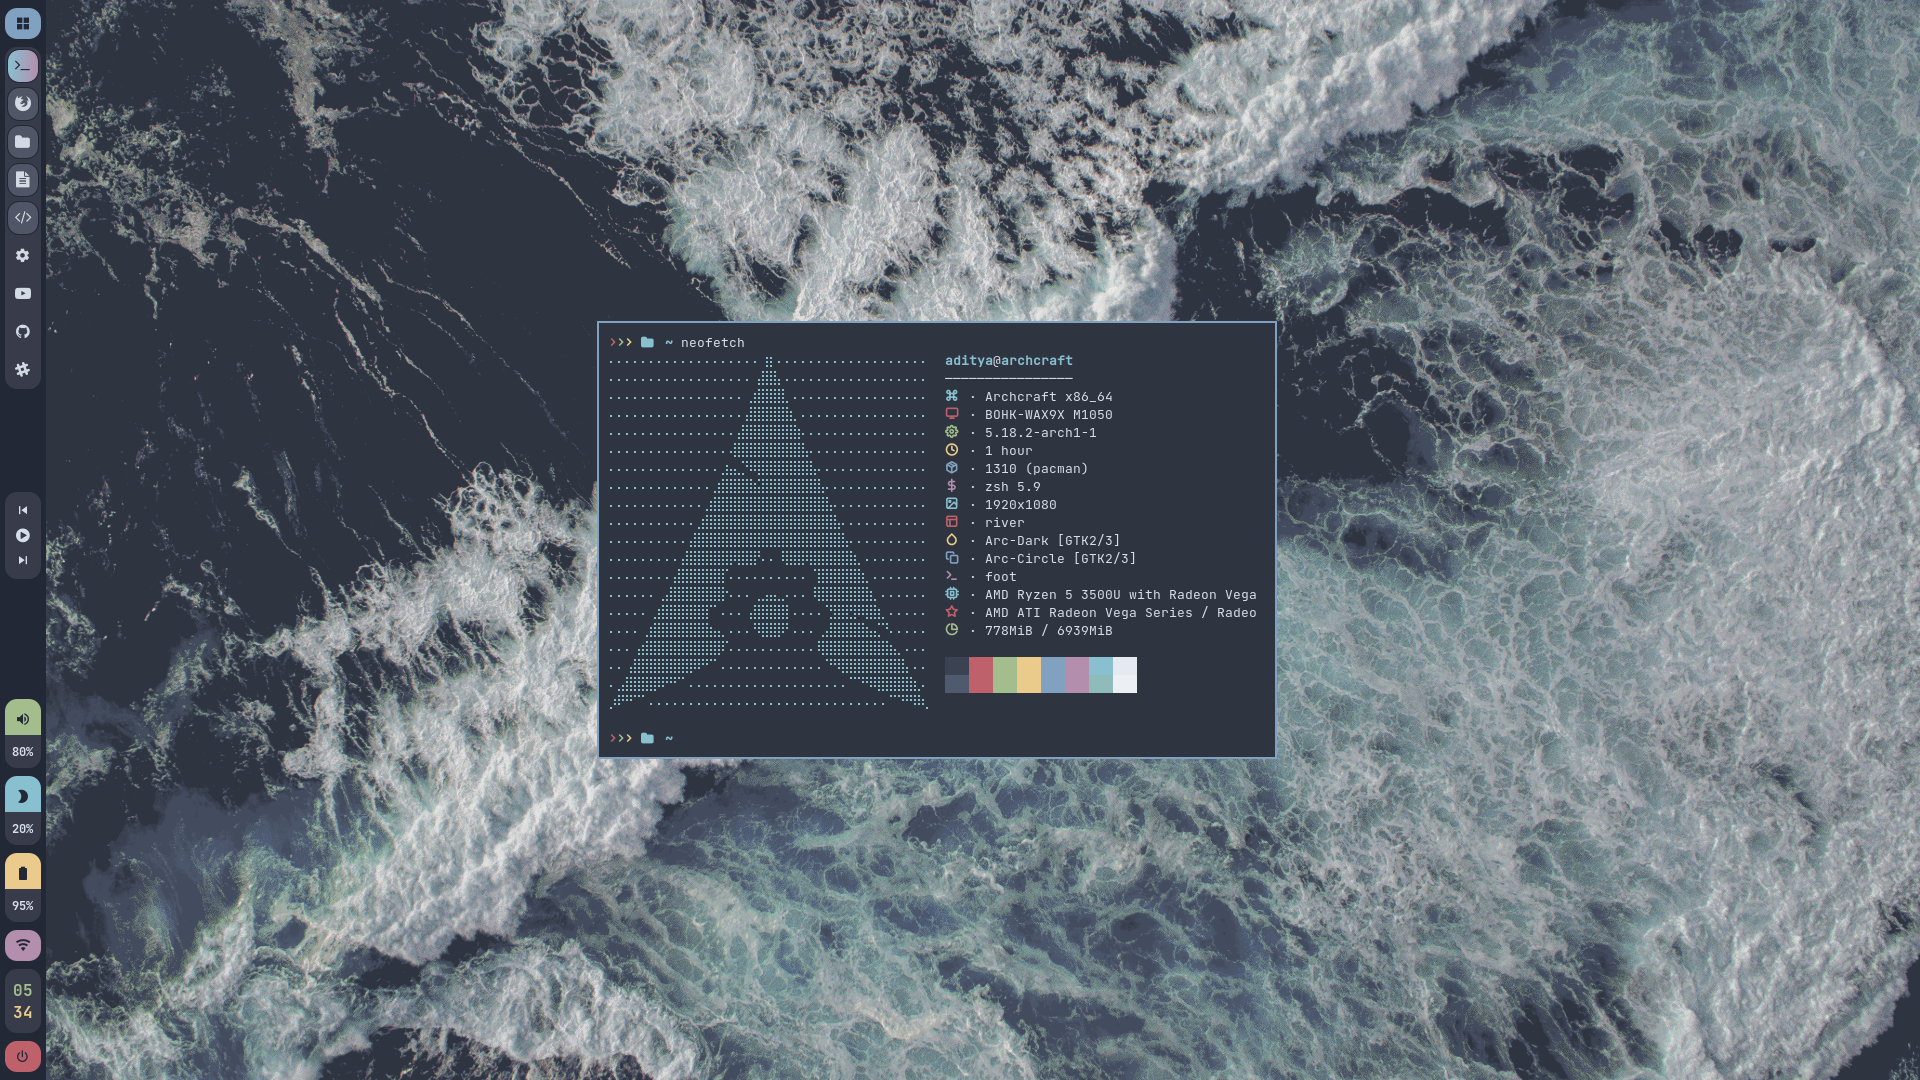 80%
20%
95%
05
34
~ neofetch
aditya@archcraft
· Archcraft x86_64
· BOHK-WAX9X M1050
· 5.18.2-arch1-1
· 1 hour
· 1310 (pacman)
· zsh 5.9
· 1920x1080
· river
· Arc-Dark [GTK2/3]
· Arc-Circle [GTK2/3]
· foot
· AMD Ryzen 5 3500U with Radeon Vega
· AMD ATI Radeon Vega Series / Radeo
· 778MiB / 6939MiB
~